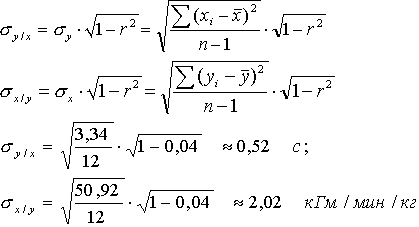 σ_{y/x} = σ_y · √(1 − r²) = √(∑(x_i − x̄)² / (n − 1)) · √(1 − r²)
σ_{x/y} = σ_x · √(1 − r²) = √(∑(y_i − ȳ)² / (n − 1)) · √(1 − r²)
σ_{y/x} = √(3,34 / 12) · √(1 − 0,04) ≈ 0,52 с;
σ_{x/y} = √(50,92 / 12) · √(1 − 0,04) ≈ 2,02 кГм / мин / кг